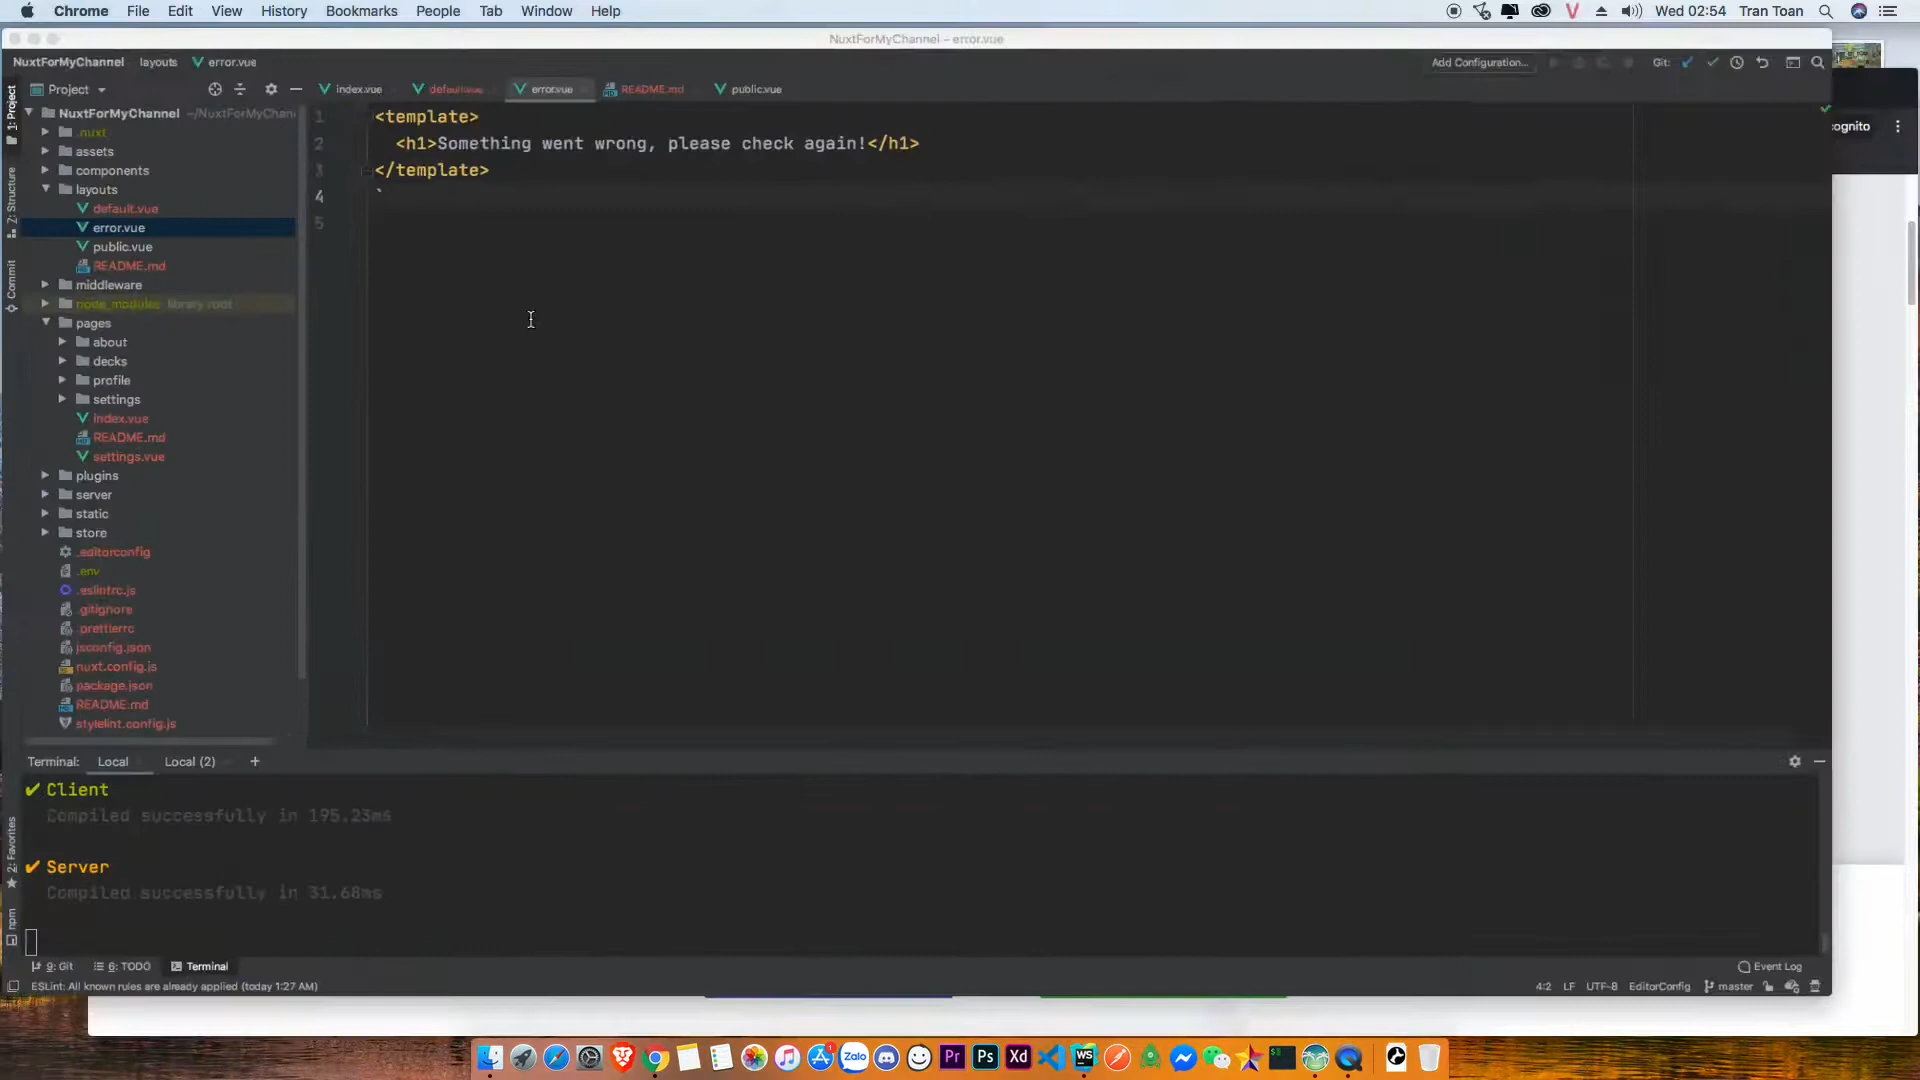 Chrome File Edit View History Bookmarks People Tab Window Help Wed 02:54 Tran Toan
NuxtForMyChannel – error.vue
NuxtForMyChannel layouts error.vue Add Configuration... Git:
Project index.vue default.vue error.vue README.md public.vue
1: Project
Z: Structure
Commit
2: Favorites
npm
NuxtForMyChannel ~/NuxtForMyChan
.nuxt
assets
components
layouts
default.vue
error.vue
public.vue
README.md
middleware
node_modules library root
pages
about
decks
profile
settings
index.vue
README.md
settings.vue
plugins
server
static
store
.editorconfig
.env
.eslintrc.js
.gitignore
.prettierrc
jsconfig.json
nuxt.config.js
package.json
README.md
stylelint.config.js
1 <template>
2 <h1>Something went wrong, please check again!</h1>
3 </template>
4 `
5
cognito
Terminal: Local Local (2) +
✔ Client
Compiled successfully in 195.23ms
✔ Server
Compiled successfully in 31.68ms
9: Git 6: TODO Terminal Event Log
ESLint: All known rules are already applied (today 1:27 AM) 4:2 LF UTF-8 EditorConfig master
Zalo Pr Ps Xd WS